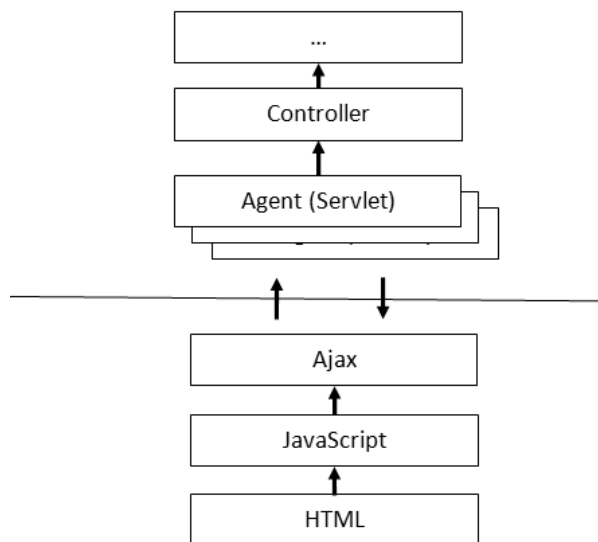 ...
Controller
Agent (Servlet)
Ajax
JavaScript
HTML